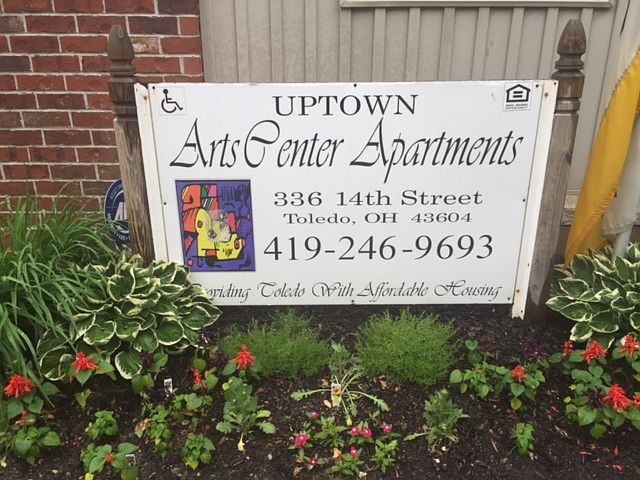 UPTOWN
Arts Center Apartments
336 14th Street
Toledo, OH 43604
419-246-9693
Providing Toledo With Affordable Housing